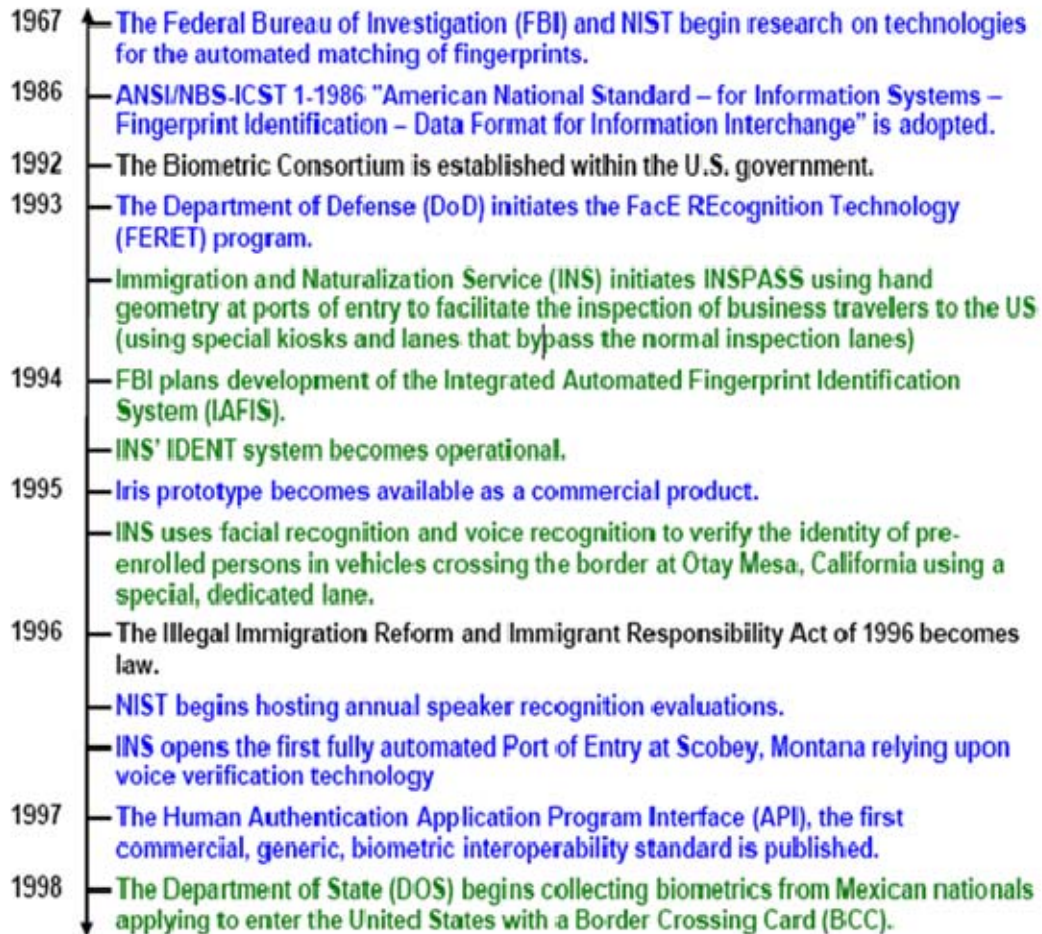 1967 The Federal Bureau of Investigation (FBI) and NIST begin research on technologies
for the automated matching of fingerprints.
1986 ANSI/NBS-ICST 1-1986 "American National Standard – for Information Systems –
Fingerprint Identification – Data Format for Information Interchange" is adopted.
1992 The Biometric Consortium is established within the U.S. government.
1993 The Department of Defense (DoD) initiates the FacE REcognition Technology
(FERET) program.
Immigration and Naturalization Service (INS) initiates INSPASS using hand
geometry at ports of entry to facilitate the inspection of business travelers to the US
(using special kiosks and lanes that bypass the normal inspection lanes)
1994 FBI plans development of the Integrated Automated Fingerprint Identification
System (IAFIS).
INS' IDENT system becomes operational.
1995 Iris prototype becomes available as a commercial product.
INS uses facial recognition and voice recognition to verify the identity of pre-
enrolled persons in vehicles crossing the border at Otay Mesa, California using a
special, dedicated lane.
1996 The Illegal Immigration Reform and Immigrant Responsibility Act of 1996 becomes
law.
NIST begins hosting annual speaker recognition evaluations.
INS opens the first fully automated Port of Entry at Scobey, Montana relying upon
voice verification technology
1997 The Human Authentication Application Program Interface (API), the first
commercial, generic, biometric interoperability standard is published.
1998 The Department of State (DOS) begins collecting biometrics from Mexican nationals
applying to enter the United States with a Border Crossing Card (BCC).